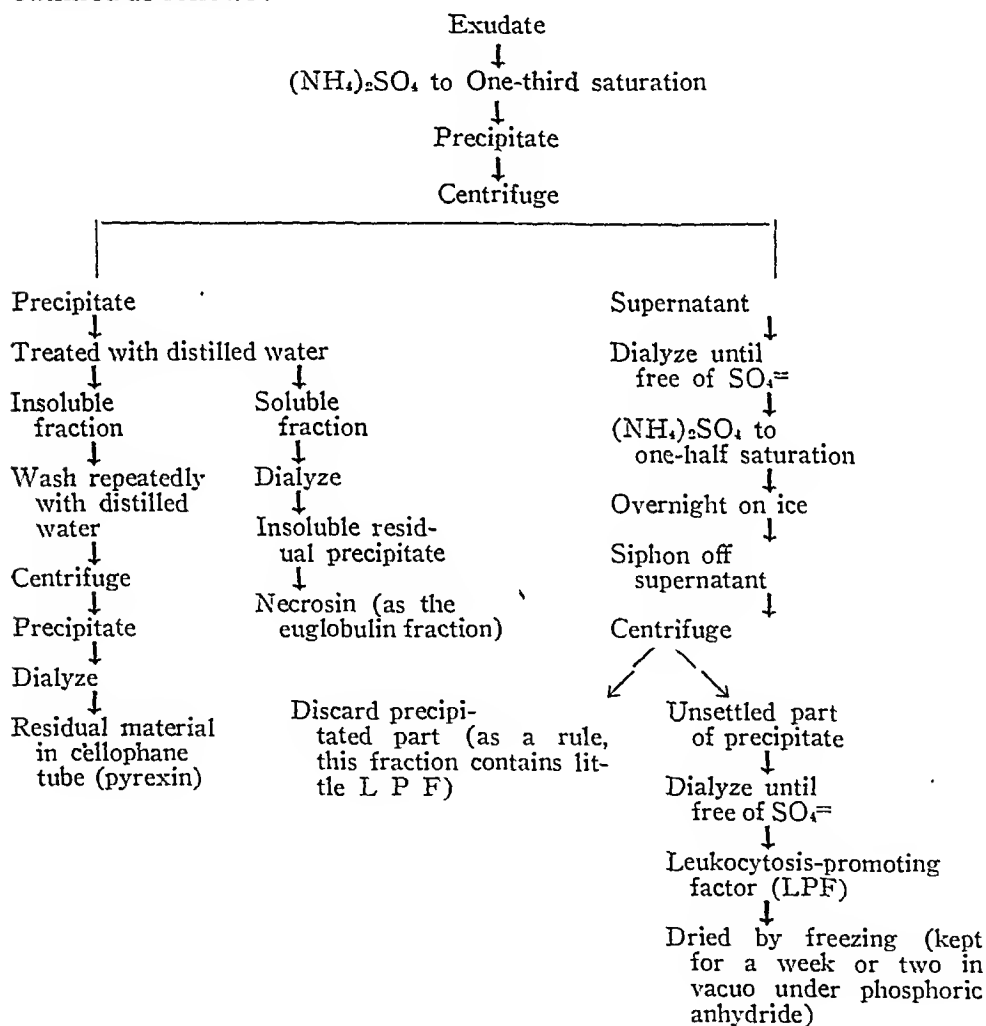 Exudate
(NH₄)₂SO₄ to One-third saturation
Precipitate
Centrifuge
Precipitate
Treated with distilled water
Insoluble
fraction
Wash repeatedly
with distilled
water
Centrifuge
Precipitate
Dialyze
Residual material
in cellophane
tube (pyrexin)
Soluble
fraction
Dialyze
Insoluble resid-
ual precipitate
Necrosin (as the
euglobulin fraction)
Supernatant
Dialyze until
free of SO₄=
(NH₄)₂SO₄ to
one-half saturation
Overnight on ice
Siphon off
supernatant
Centrifuge
Discard precipi-
tated part (as a rule,
this fraction contains lit-
tle L P F)
Unsettled part
of precipitate
Dialyze until
free of SO₄=
Leukocytosis-promoting
factor (LPF)
Dried by freezing (kept
for a week or two in
vacuo under phosphoric
anhydride)